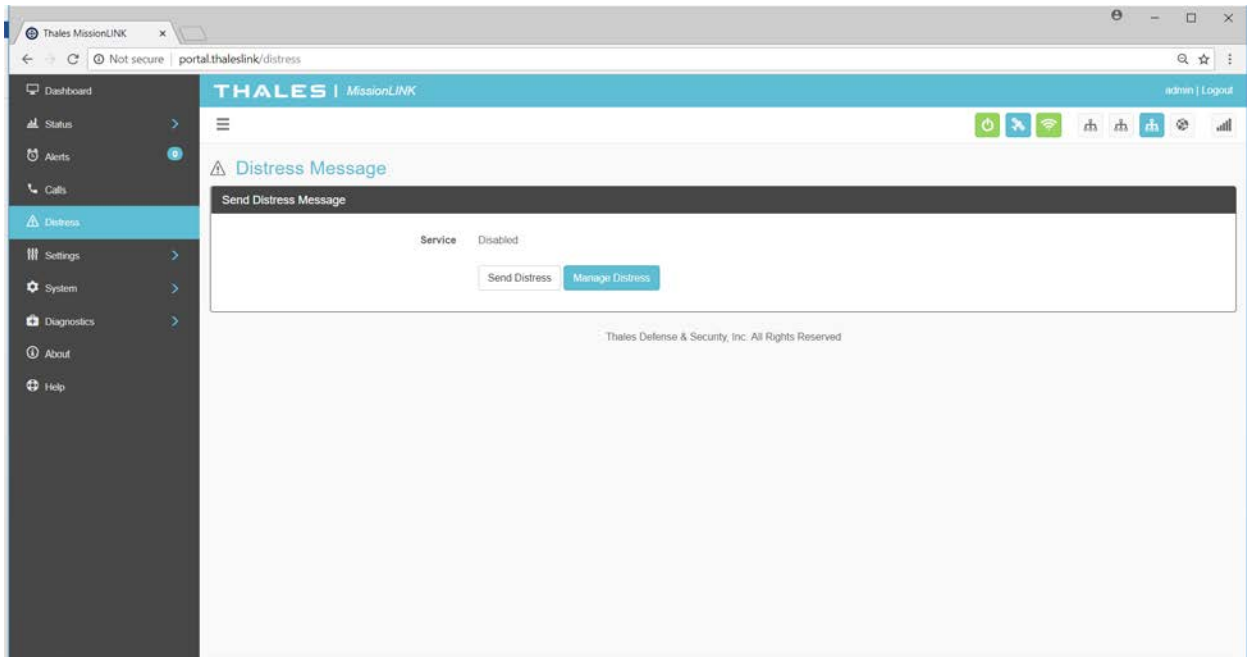 Thales MissionLINK
Not secure | portal.thaleslink/distress
Dashboard
THALES | MissionLINK
admin | Logout
Status
Alerts 0
Calls
Distress
Settings
System
Diagnostics
About
Help
Distress Message
Send Distress Message
Service Disabled
Send Distress Manage Distress
Thales Defense & Security, Inc. All Rights Reserved